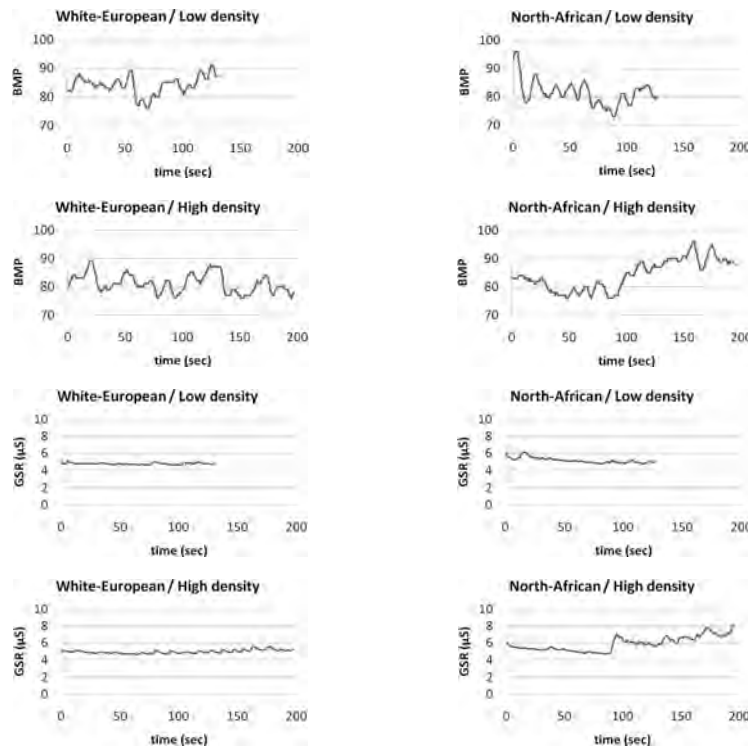 White-European / Low density
BMP
100
90
80
70
0 50 100 150 200
time (sec)
North-African / Low density
BMP
100
90
80
70
0 50 100 150 200
time (sec)
White-European / High density
BMP
100
90
80
70
0 50 100 150 200
time (sec)
North-African / High density
BMP
100
90
80
70
0 50 100 150 200
time (sec)
White-European / Low density
GSR (µS)
10
8
6
4
2
0
0 50 100 150 200
time (sec)
North-African / Low density
GSR (µS)
10
8
6
4
2
0
0 50 100 150 200
time (sec)
White-European / High density
GSR (µS)
10
8
6
4
2
0
0 50 100 150 200
time (sec)
North-African / High density
GSR (µS)
10
8
6
4
2
0
0 50 100 150 200
time (sec)